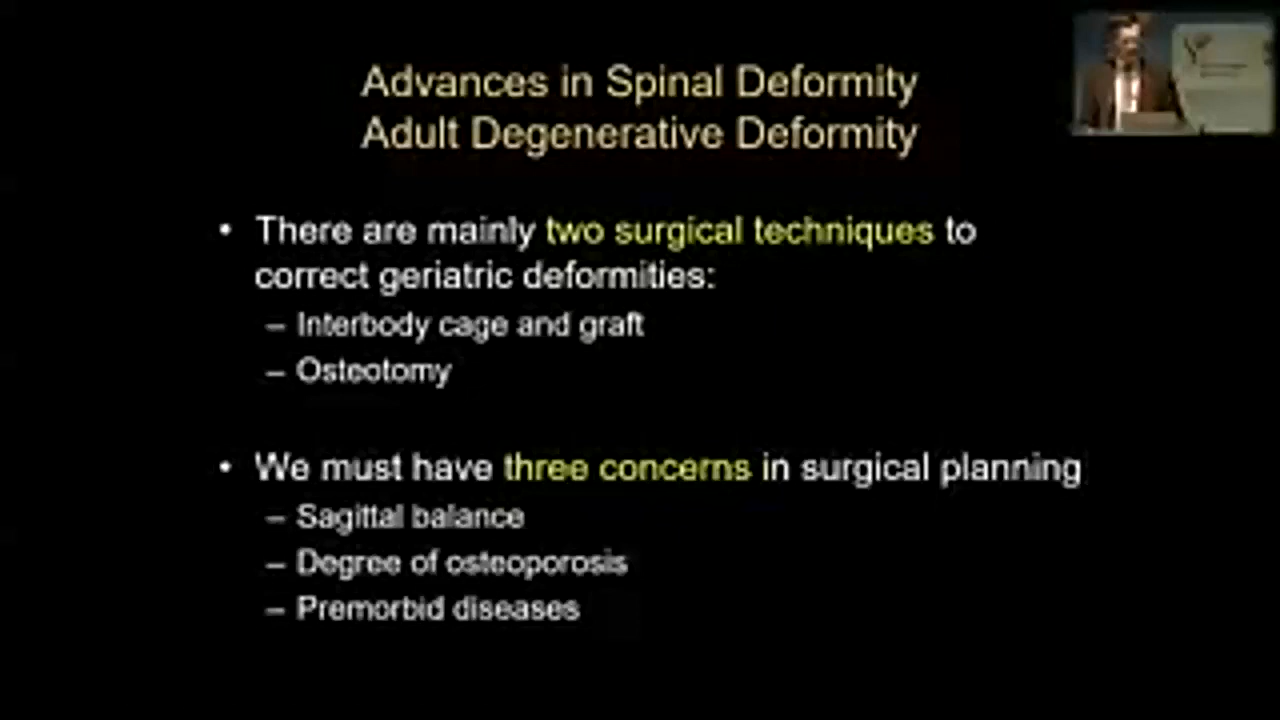 Advances in Spinal Deformity
Adult Degenerative Deformity
• There are mainly two surgical techniques to
correct geriatric deformities:
– Interbody cage and graft
– Osteotomy
• We must have three concerns in surgical planning
– Sagittal balance
– Degree of osteoporosis
– Premorbid diseases